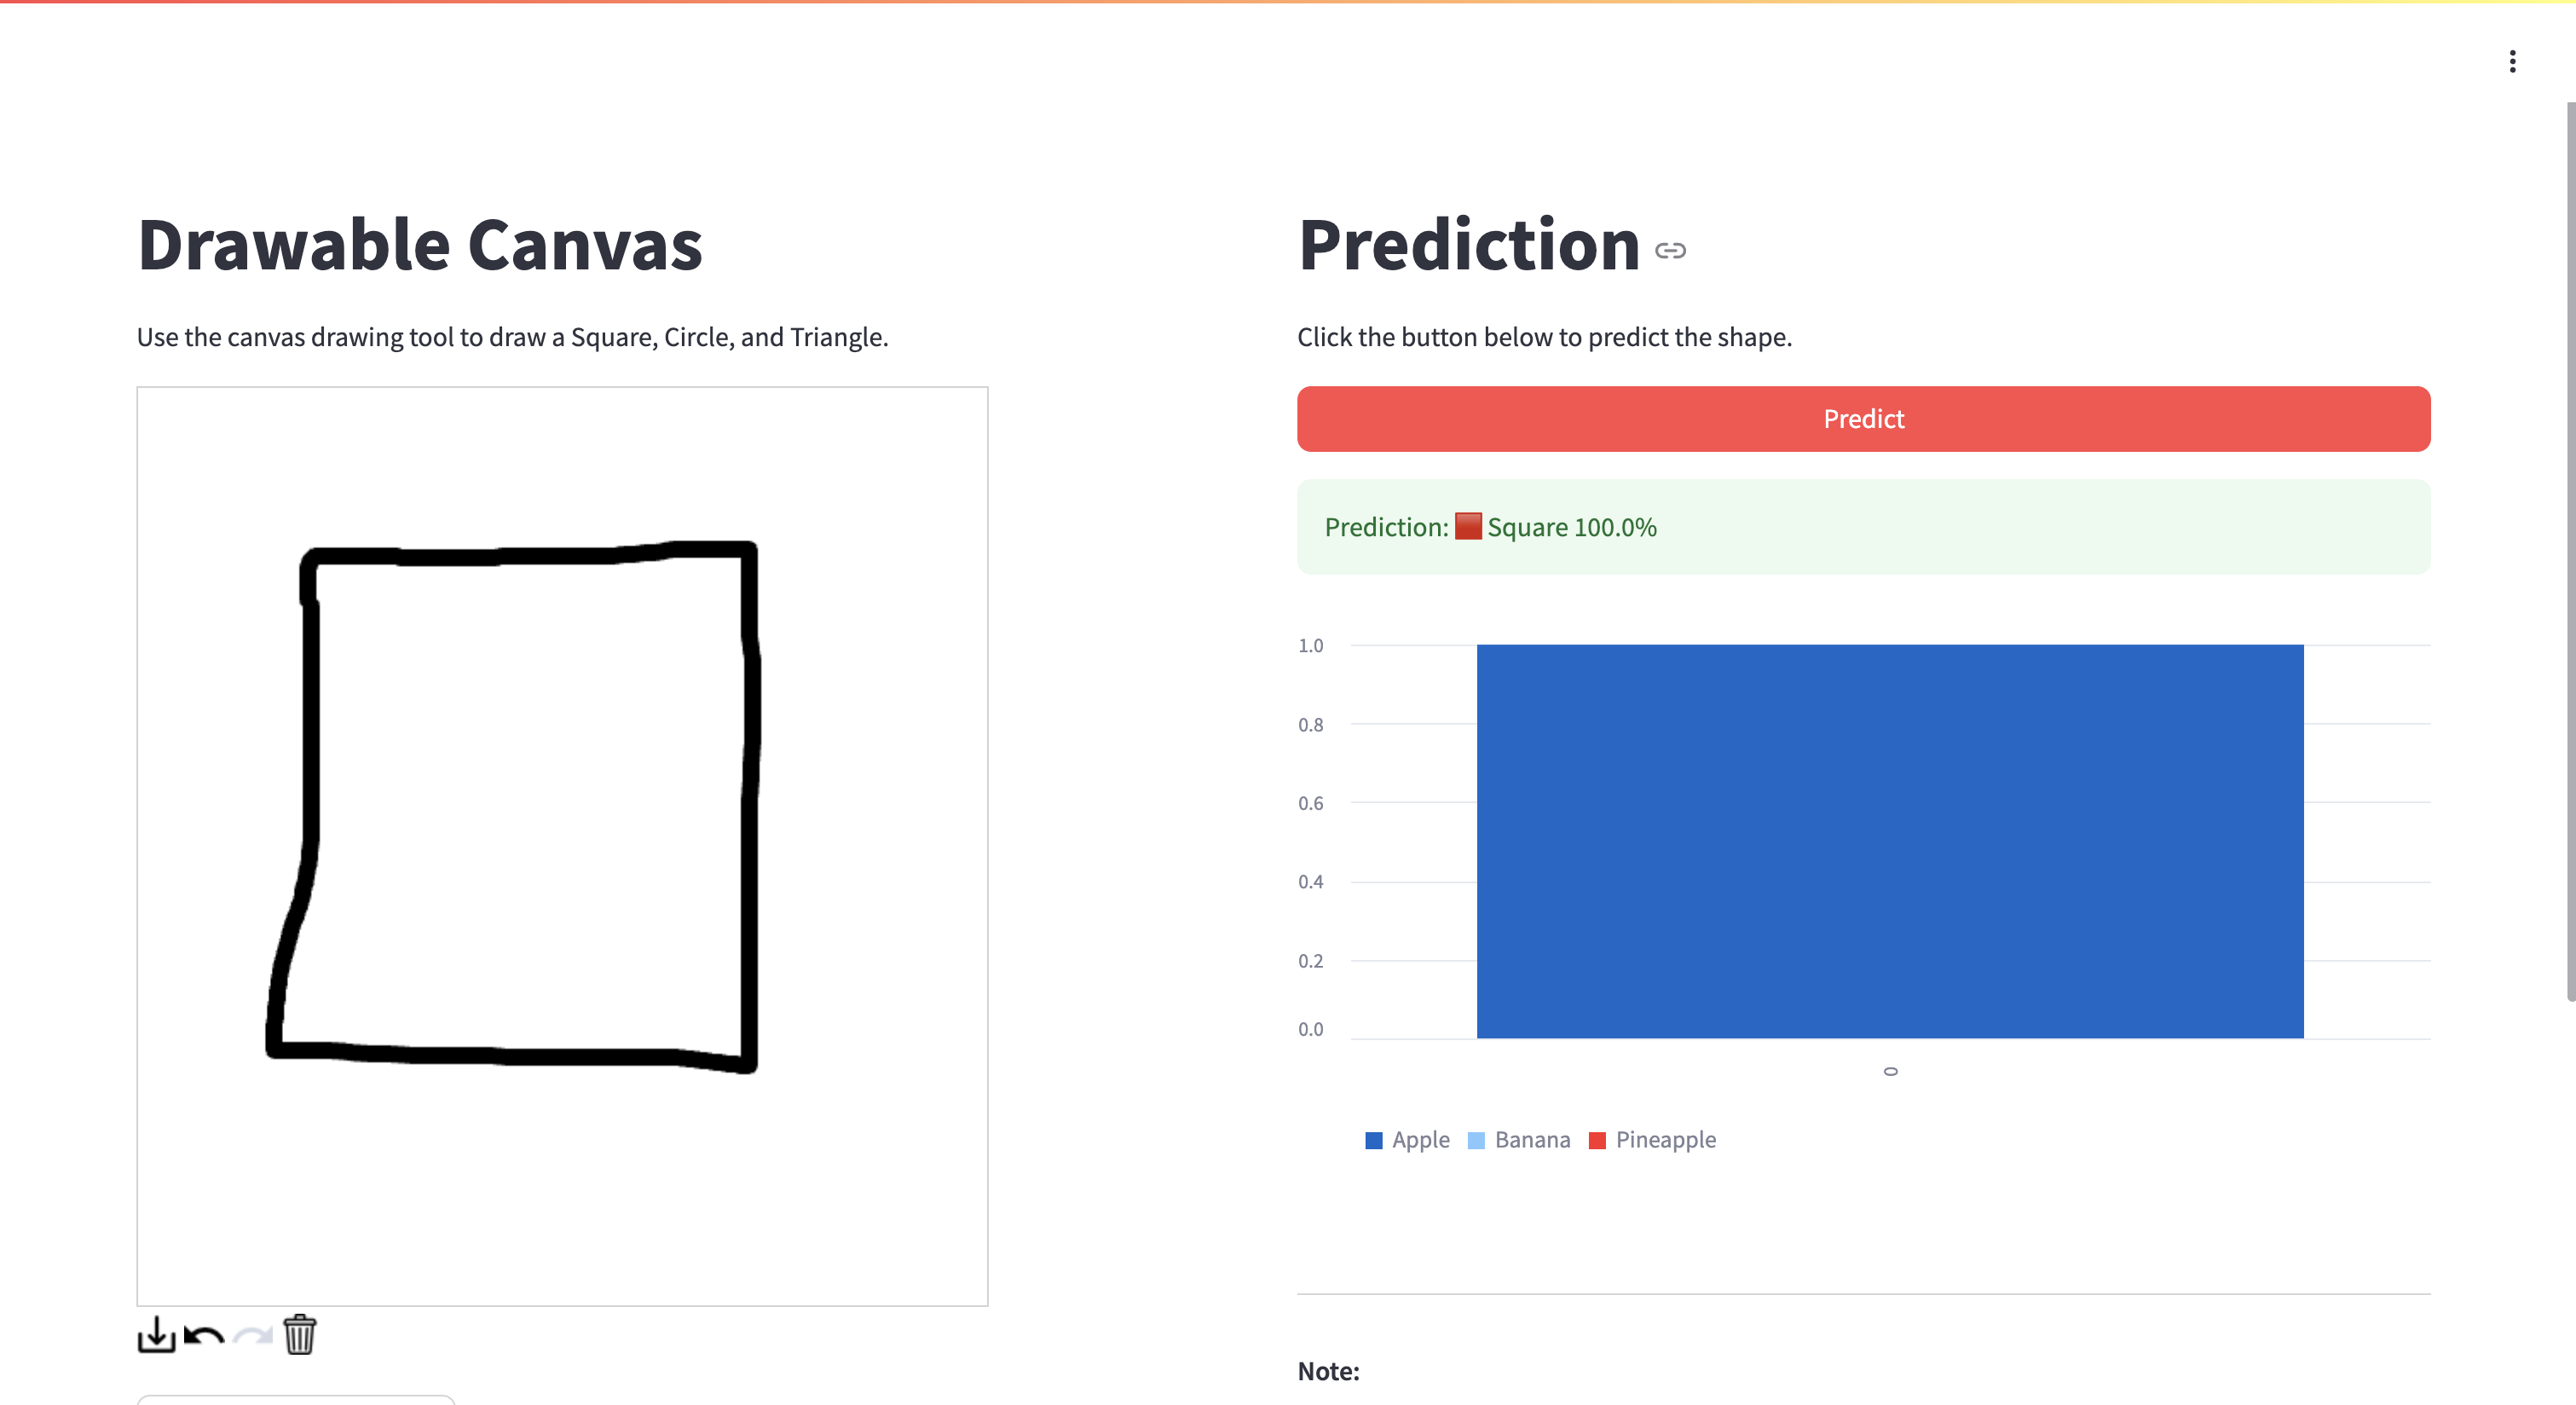 Drawable Canvas
Use the canvas drawing tool to draw a Square, Circle, and Triangle.
Prediction
Click the button below to predict the shape.
Predict
Prediction: 🟥 Square 100.0%
1.0
0.8
0.6
0.4
0.2
0.0
0
Apple Banana Pineapple
Note: